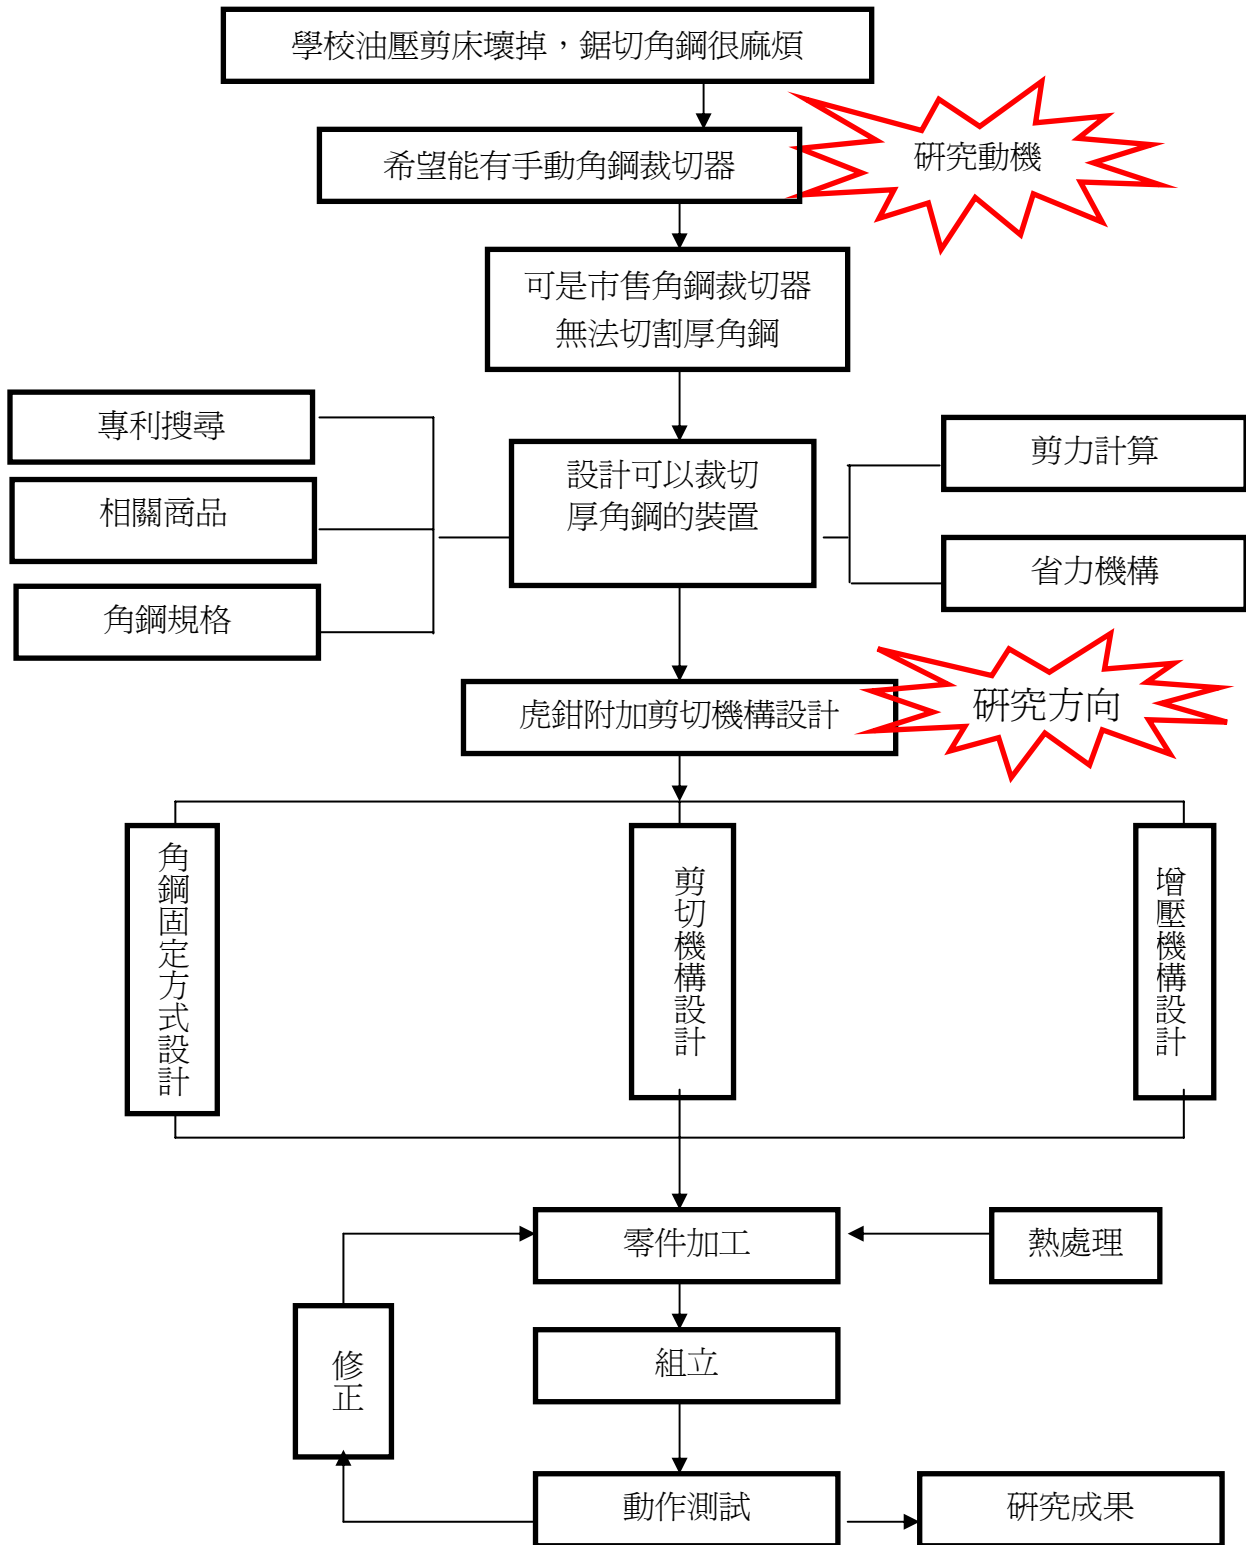 學校油壓剪床壞掉，鋸切角鋼很麻煩
希望能有手動角鋼裁切器
研究動機
可是市售角鋼裁切器
無法切割厚角鋼
專利搜尋
相關商品
角鋼規格
設計可以裁切
厚角鋼的裝置
剪力計算
省力機構
虎鉗附加剪切機構設計
研究方向
角鋼固定方式設計
剪切機構設計
增壓機構設計
零件加工
熱處理
修正
組立
動作測試
研究成果